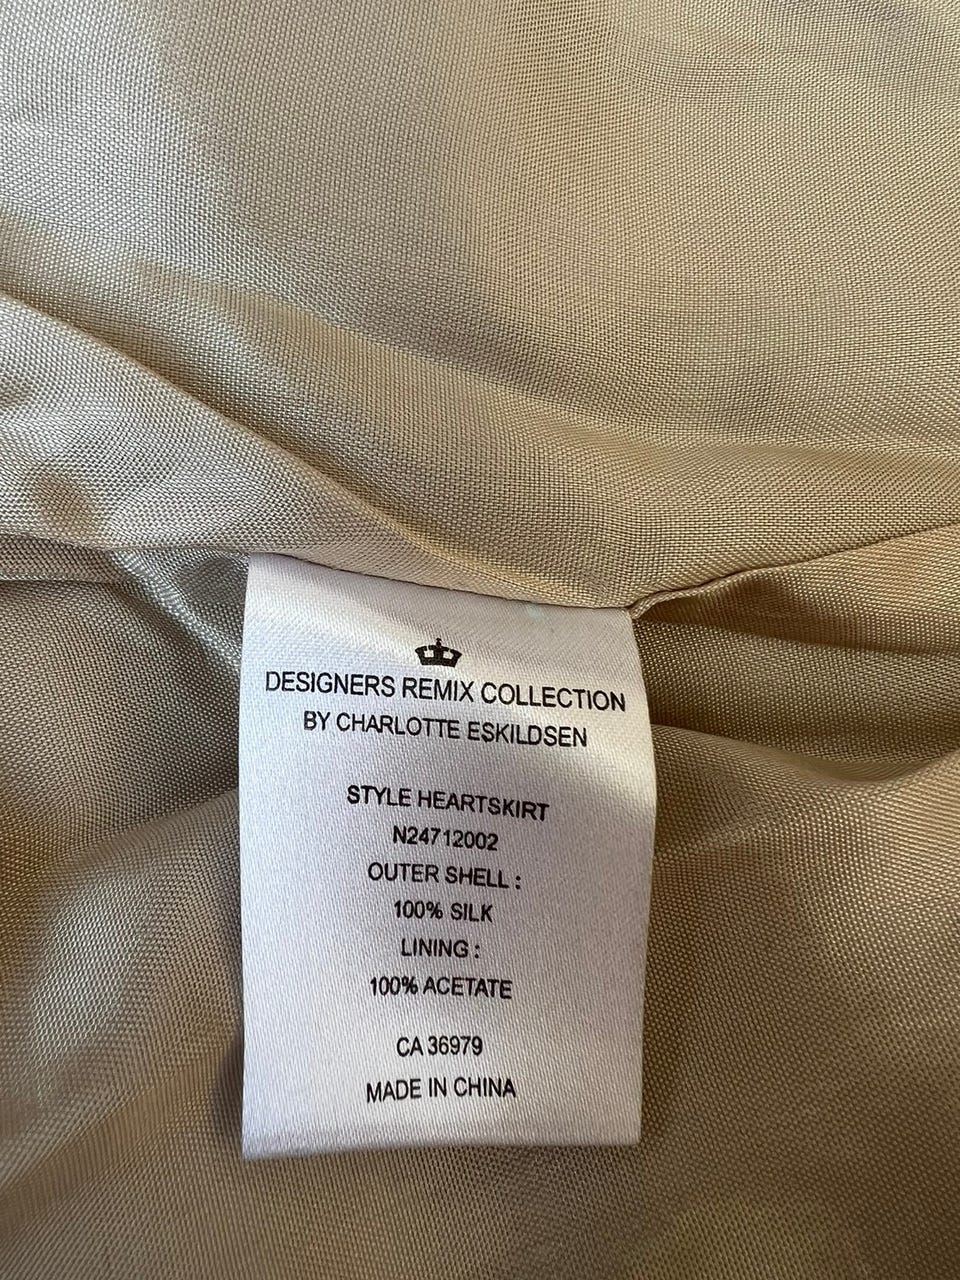 DESIGNERS REMIX COLLECTION
BY CHARLOTTE ESKILDSEN
STYLE HEARTSKIRT
N24712002
OUTER SHELL :
100% SILK
LINING :
100% ACETATE
CA 36979
MADE IN CHINA